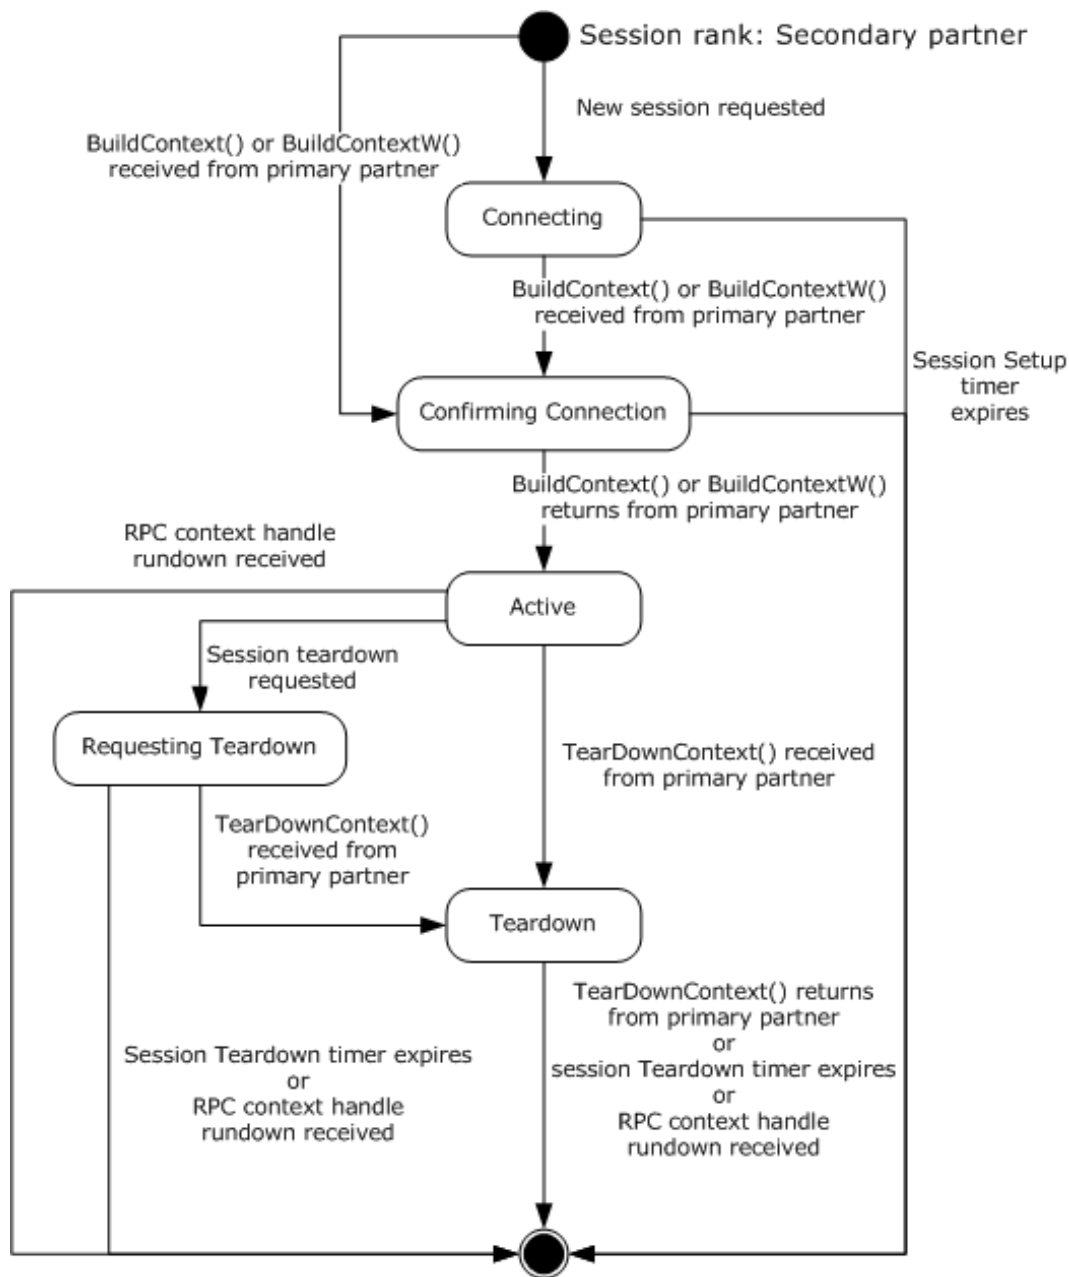 Session rank: Secondary partner
New session requested
BuildContext() or BuildContextW()
received from primary partner
Connecting
BuildContext() or BuildContextW()
received from primary partner
Session Setup
timer
expires
Confirming Connection
BuildContext() or BuildContextW()
returns from primary partner
RPC context handle
rundown received
Active
Session teardown
requested
Requesting Teardown
TearDownContext() received
from primary partner
TearDownContext()
received from
primary partner
Teardown
TearDownContext() returns
from primary partner
or
session Teardown timer expires
or
RPC context handle
rundown received
Session Teardown timer expires
or
RPC context handle
rundown received